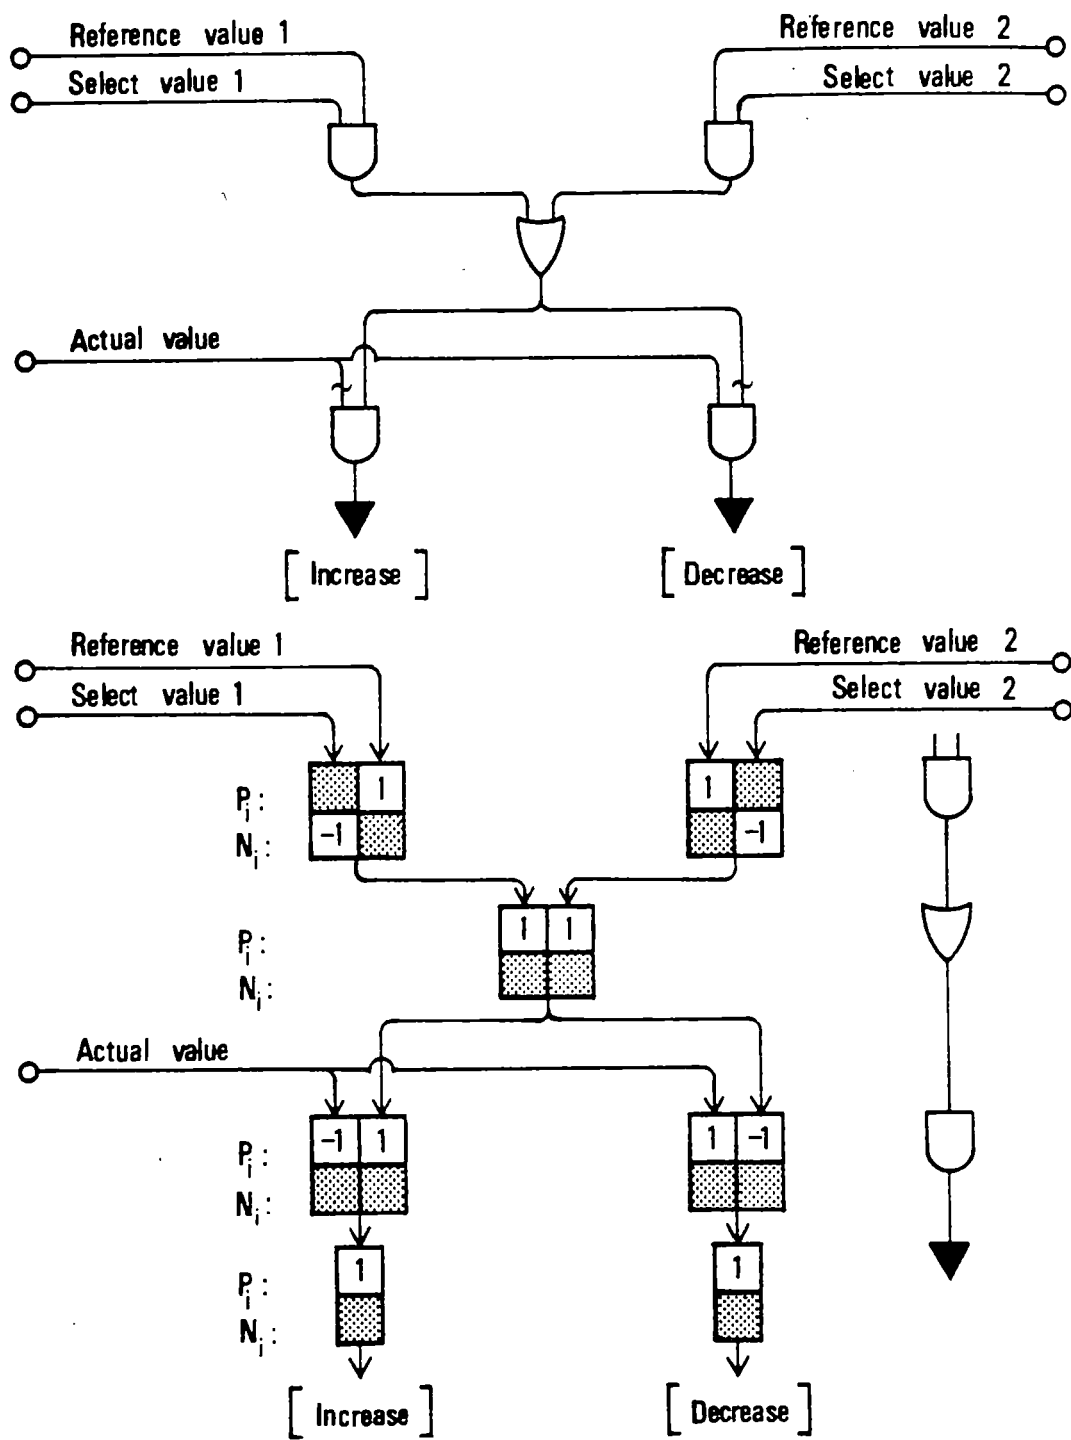 Reference value 1
Reference value 2
Select value 1
Select value 2
Actual value
~
~
[ Increase ]
[ Decrease ]
Reference value 1
Reference value 2
Select value 1
Select value 2
Pi: 1 1
Ni: -1 -1
Pi: 1 1
Ni:
Actual value
Pi: -1 1 1 -1
Ni:
Pi: 1 1
Ni:
[ Increase ]
[ Decrease ]